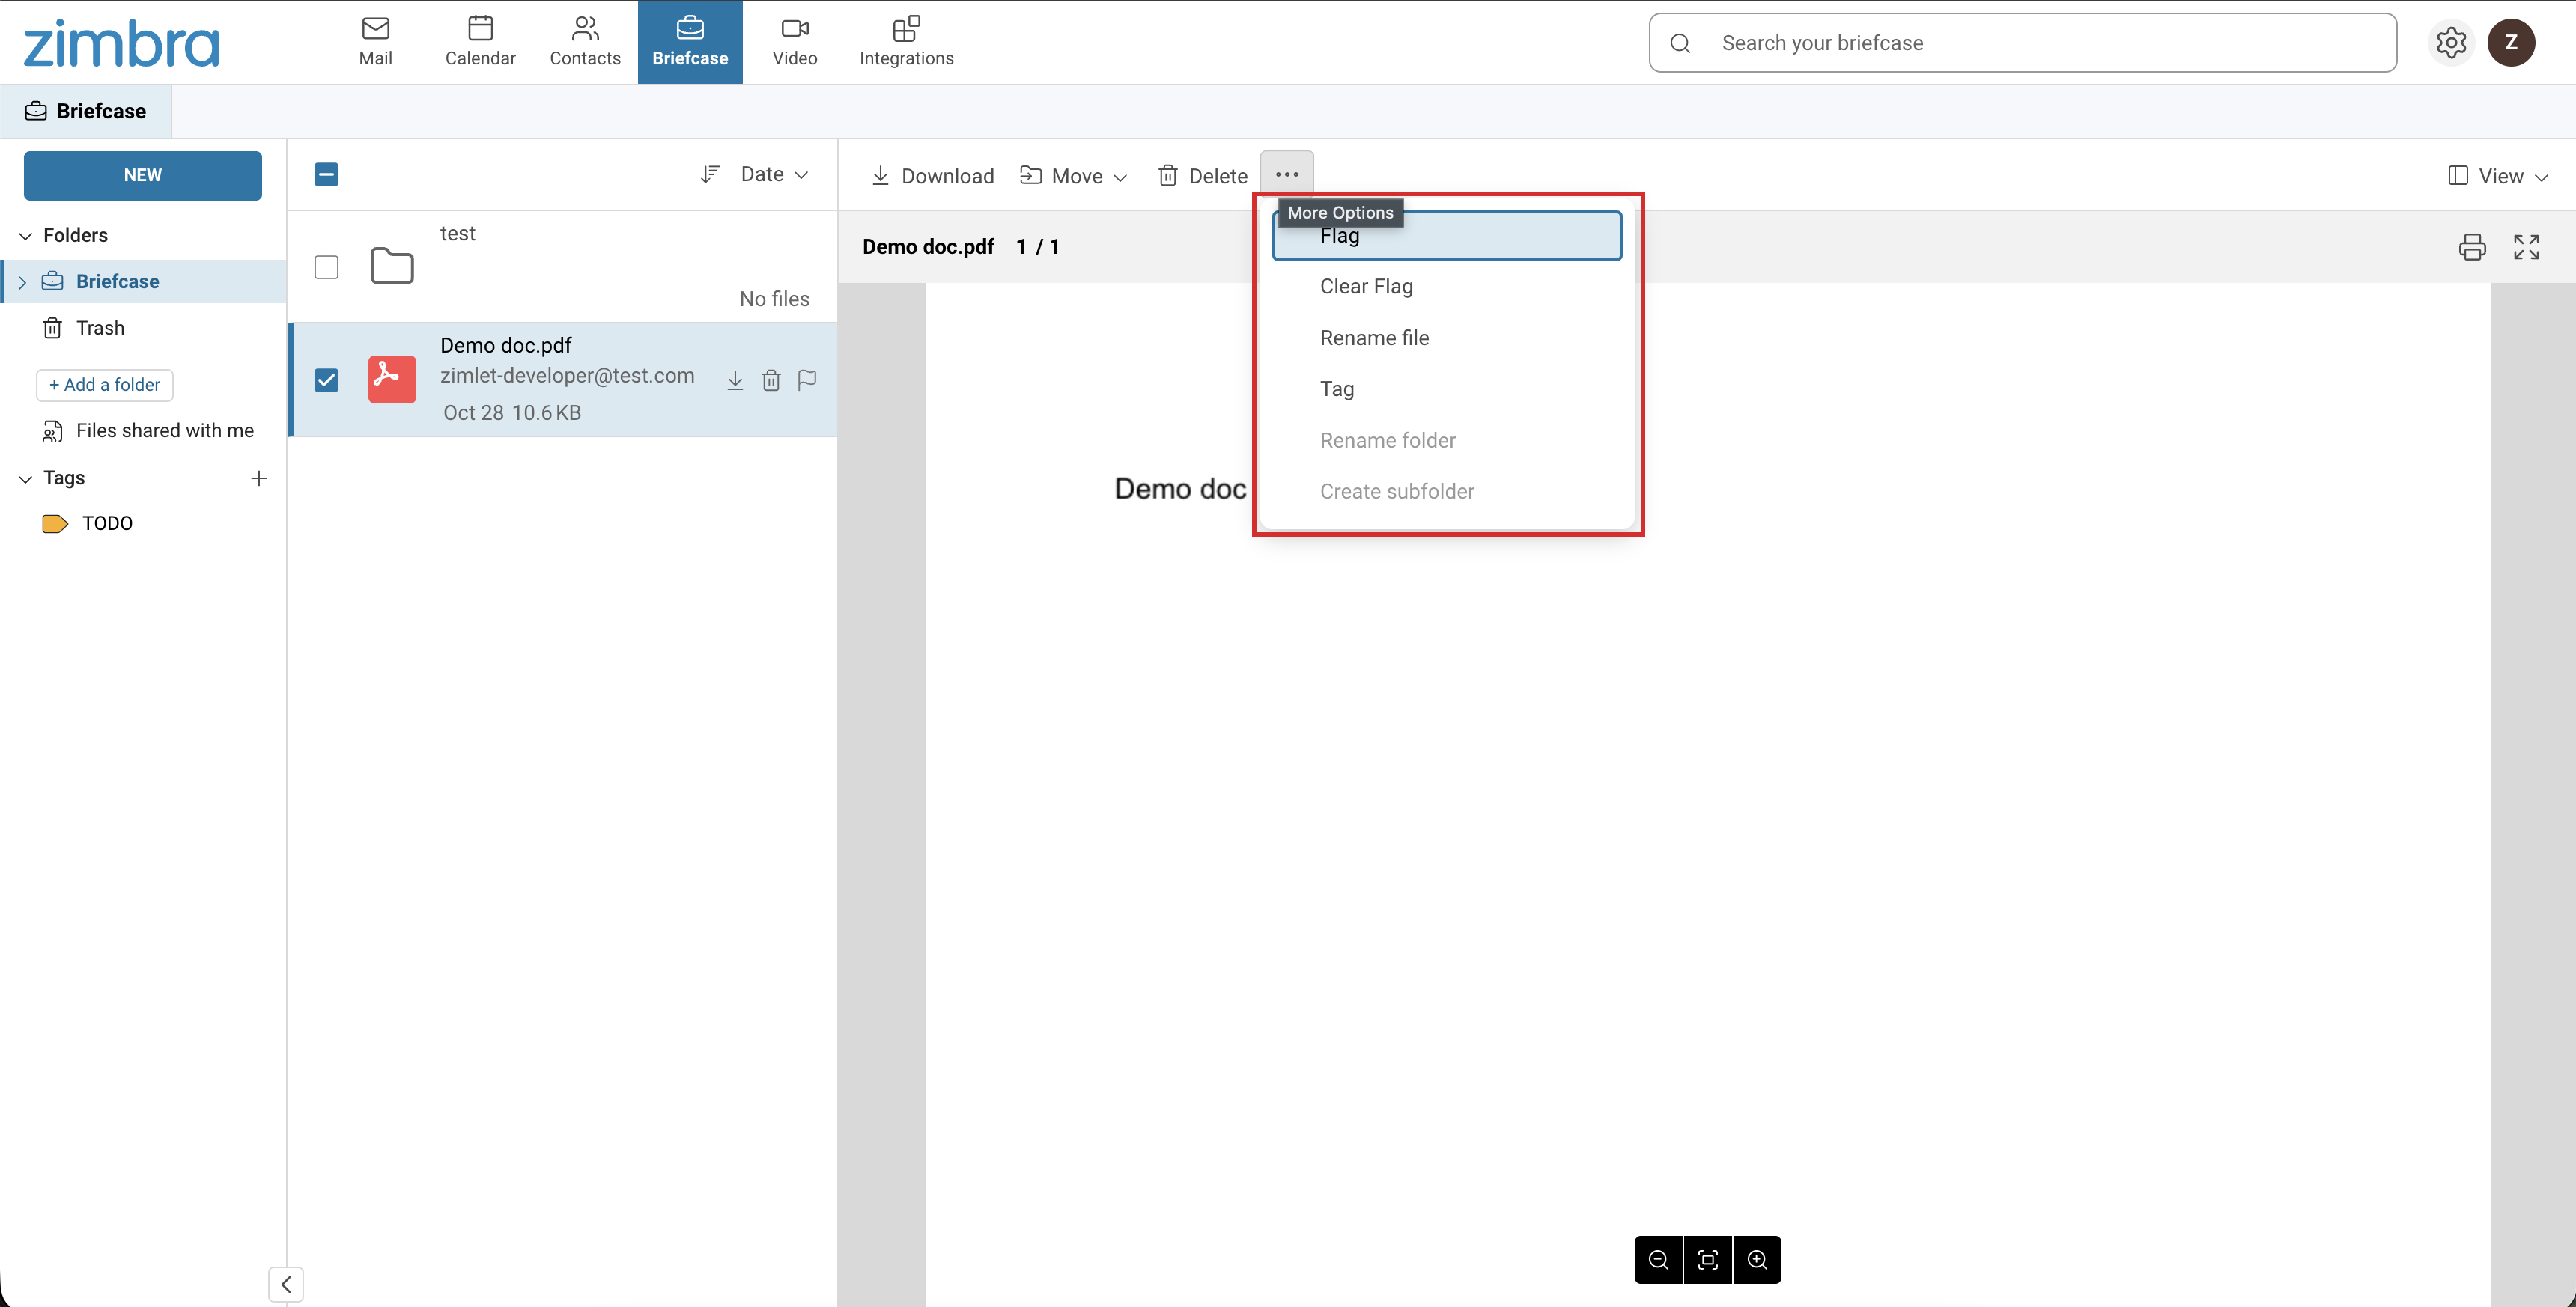 zimbra
Mail
Calendar
Contacts
Briefcase
Video
Integrations
Search your briefcase
Z
Briefcase
NEW
Folders
Briefcase
Trash
+ Add a folder
Files shared with me
Tags
TODO
Date
test
No files
Demo doc.pdf
zimlet-developer@test.com
Oct 28 10.6 KB
Download
Move
Delete
View
Demo doc.pdf 1 / 1
More Options
Flag
Clear Flag
Rename file
Tag
Rename folder
Create subfolder
Demo doc